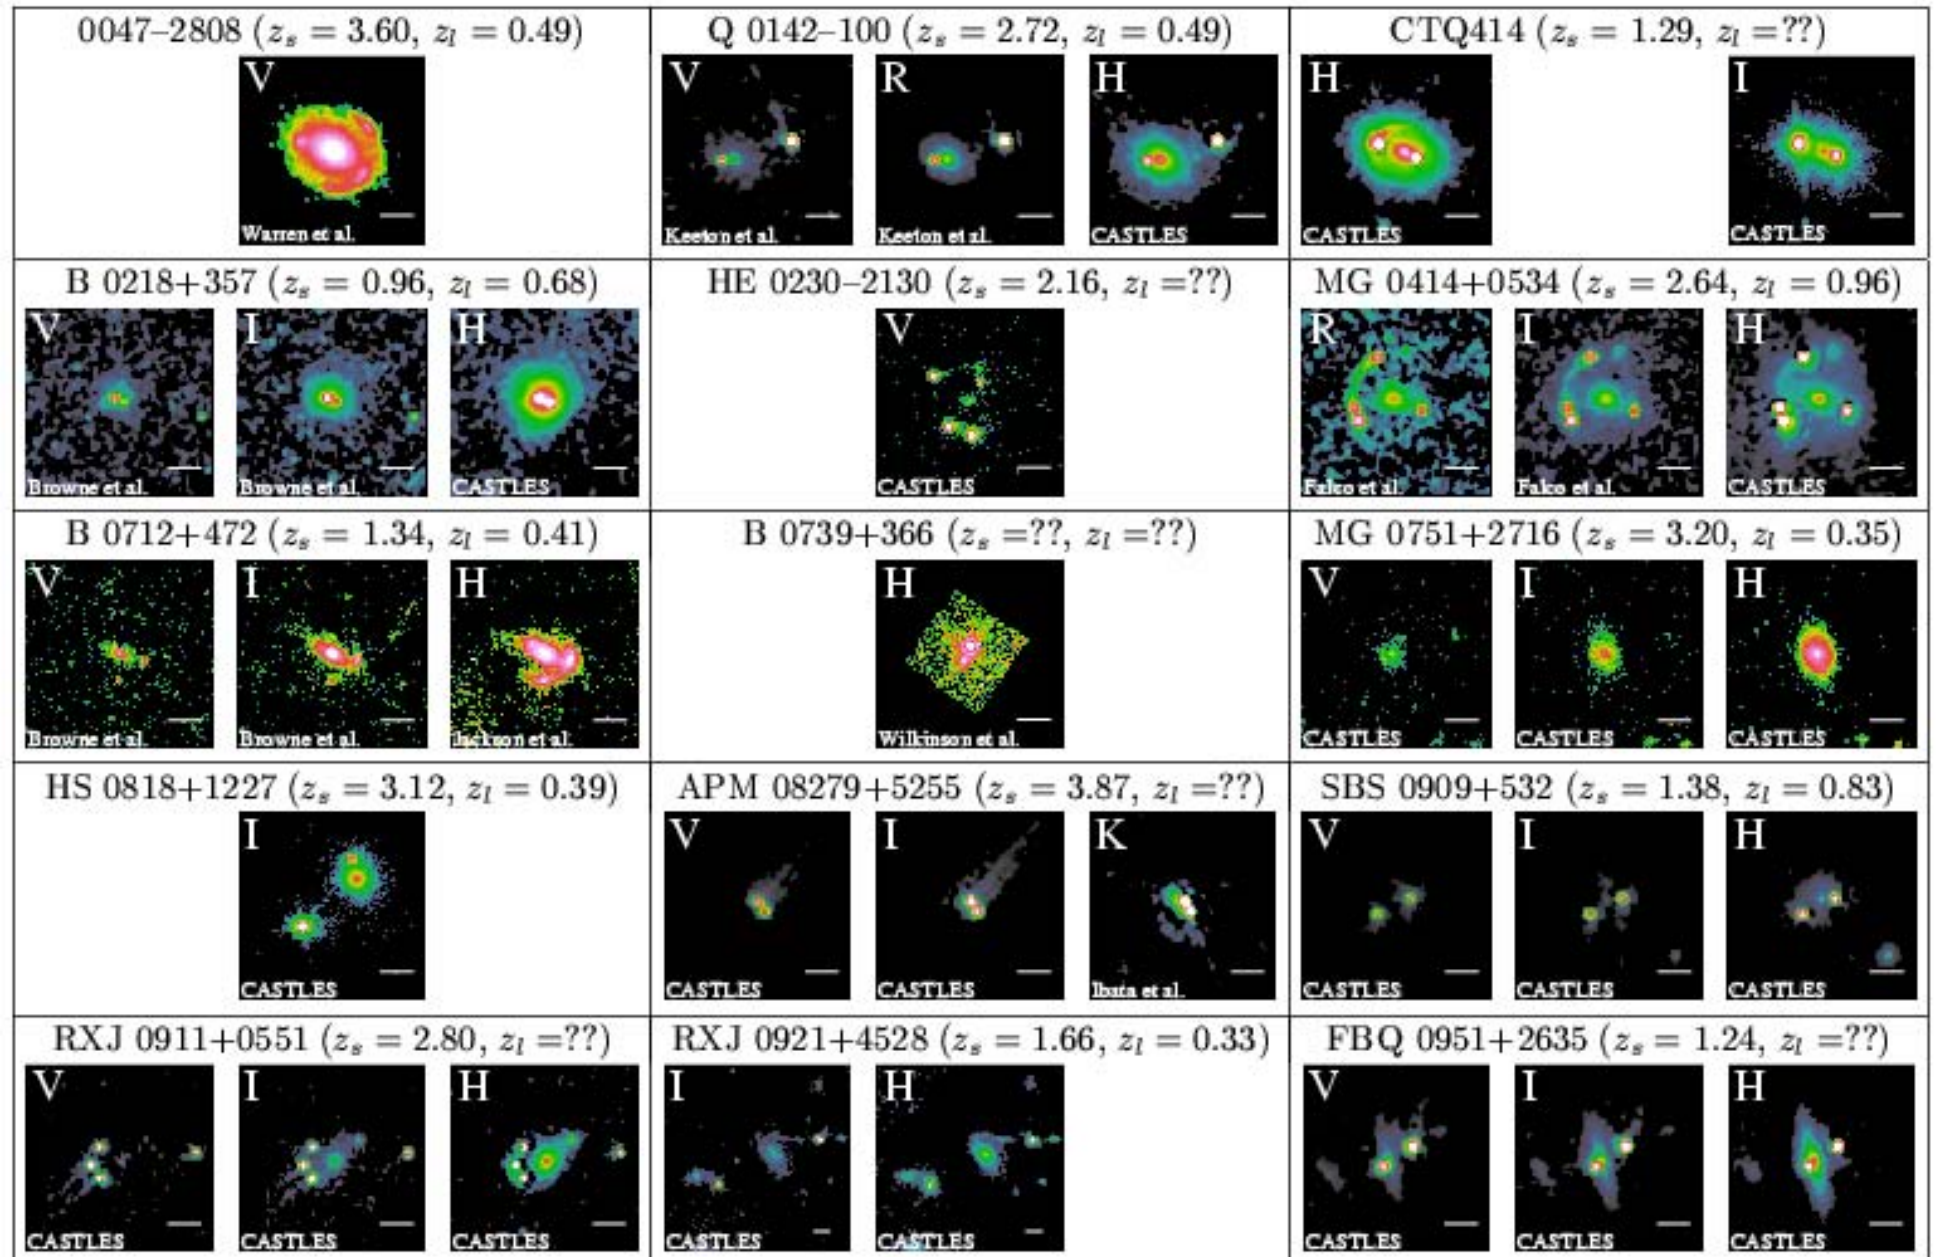 0047–2808 (z_s = 3.60, z_l = 0.49)
V
Warren et al.
Q 0142–100 (z_s = 2.72, z_l = 0.49)
V R H
Keeton et al. Keeton et al. CASTLES
CTQ414 (z_s = 1.29, z_l =??)
H I
CASTLES CASTLES
B 0218+357 (z_s = 0.96, z_l = 0.68)
V I H
Browne et al. Browne et al. CASTLES
HE 0230–2130 (z_s = 2.16, z_l =??)
V
CASTLES
MG 0414+0534 (z_s = 2.64, z_l = 0.96)
R I H
Falco et al. Falco et al. CASTLES
B 0712+472 (z_s = 1.34, z_l = 0.41)
V I H
Browne et al. Browne et al. Jackson et al.
B 0739+366 (z_s =??, z_l =??)
H
Wilkinson et al.
MG 0751+2716 (z_s = 3.20, z_l = 0.35)
V I H
CASTLES CASTLES CASTLES
HS 0818+1227 (z_s = 3.12, z_l = 0.39)
I
CASTLES
APM 08279+5255 (z_s = 3.87, z_l =??)
V I K
CASTLES CASTLES Ibata et al.
SBS 0909+532 (z_s = 1.38, z_l = 0.83)
V I H
CASTLES CASTLES CASTLES
RXJ 0911+0551 (z_s = 2.80, z_l =??)
V I H
CASTLES CASTLES CASTLES
RXJ 0921+4528 (z_s = 1.66, z_l = 0.33)
I H
CASTLES CASTLES
FBQ 0951+2635 (z_s = 1.24, z_l =??)
V I H
CASTLES CASTLES CASTLES